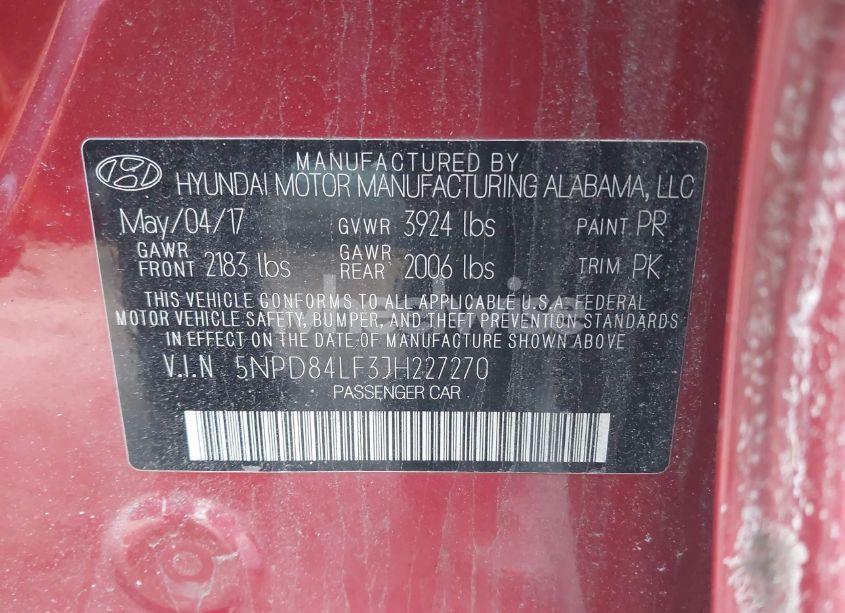 MANUFACTURED BY
HYUNDAI MOTOR MANUFACTURING ALABAMA, LLC
May/04/17 GVWR 3924 lbs PAINT PR
GAWR FRONT 2183 lbs GAWR REAR 2006 lbs TRIM PK
THIS VEHICLE CONFORMS TO ALL APPLICABLE U.S.A. FEDERAL
MOTOR VEHICLE SAFETY, BUMPER, AND THEFT PREVENTION STANDARDS
IN EFFECT ON THE DATE OF MANUFACTURE SHOWN ABOVE
V.I.N 5NPD84LF3JH227270
PASSENGER CAR